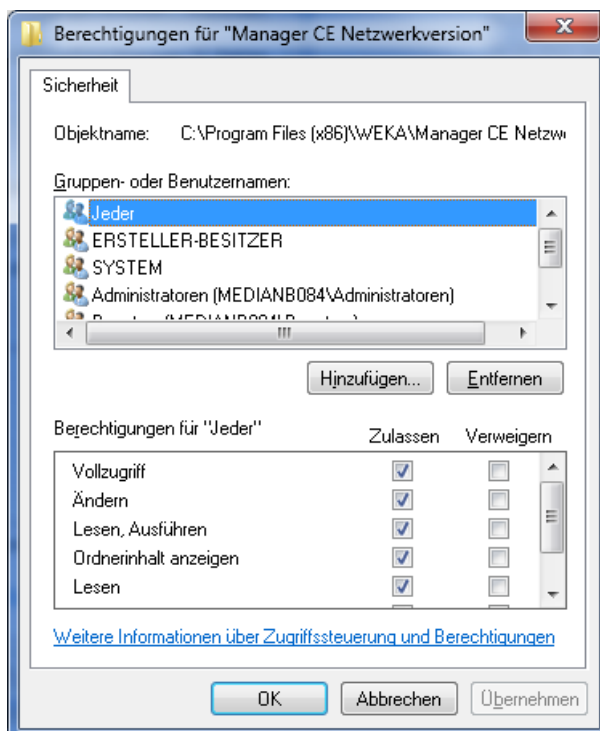 Berechtigungen für "Manager CE Netzwerkversion"
Sicherheit
Objektname: C:\Program Files (x86)\WEKA\Manager CE Netzw
Gruppen- oder Benutzernamen:
Jeder
ERSTELLER-BESITZER
SYSTEM
Administratoren (MEDIANB084\Administratoren)
Hinzufügen... Entfernen
Berechtigungen für "Jeder" Zulassen Verweigern
Vollzugriff
Ändern
Lesen, Ausführen
Ordnerinhalt anzeigen
Lesen
Weitere Informationen über Zugriffssteuerung und Berechtigungen
OK Abbrechen Übernehmen